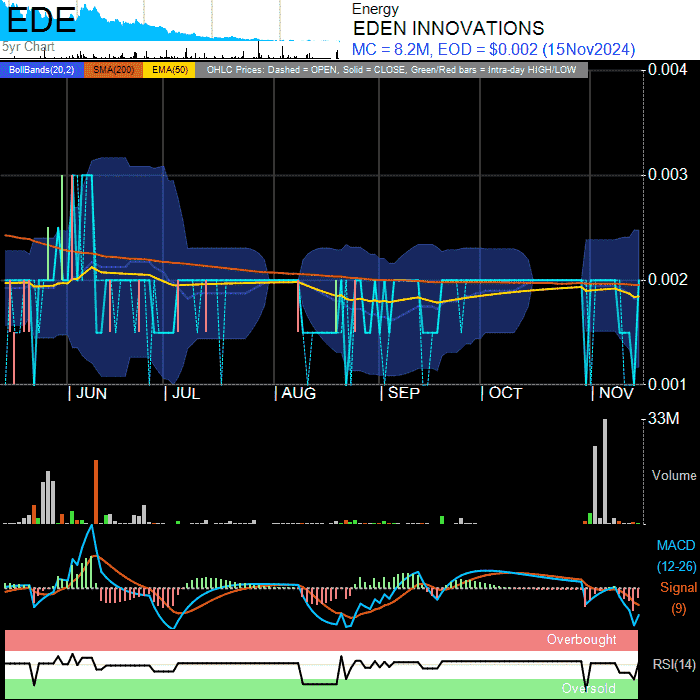 EDE
5yr Chart
Energy
EDEN INNOVATIONS
MC = 8.2M, EOD = $0.002 (15Nov2024)
BollBands(20,2) SMA(200) EMA(50) OHLC Prices: Dashed = OPEN, Solid = CLOSE, Green/Red bars = Intra-day HIGH/LOW
0.004
0.003
0.002
0.001
JUN JUL AUG SEP OCT NOV
33M
Volume
MACD
(12-26)
Signal
(9)
Overbought
RSI(14)
Oversold